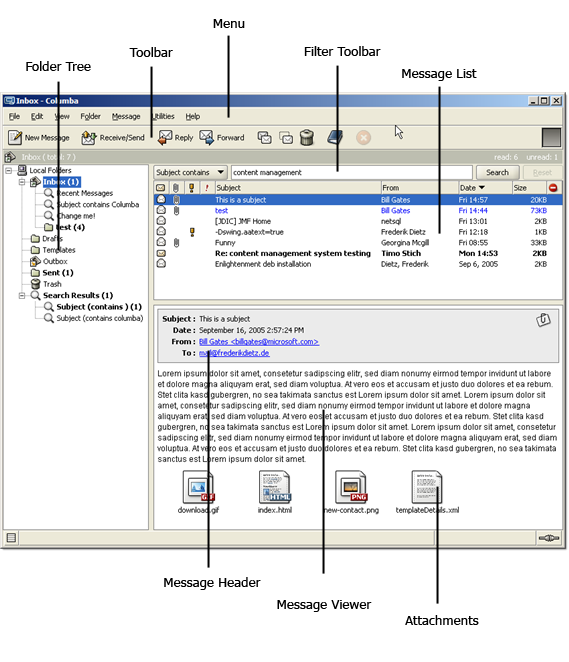 Menu
Toolbar
Filter Toolbar
Folder Tree
Message List
Inbox - Columba
File Edit View Folder Message Utilities Help
New Message Receive/Send Reply Forward
Inbox ( total: 7 ) read: 6 unread: 1
Local Folders
Inbox (1)
Recent Messages
Subject contains Columba
Change me!
test (4)
Drafts
Templates
Outbox
Sent (1)
Trash
Search Results (1)
Subject (contains ) (1)
Subject (contains columba)
Subject contains content management Search Reset
! Subject From Date Size
This is a subject Bill Gates Fri 14:57 20KB
test Bill Gates Fri 14:44 73KB
[JDIC] JMF Home netsql Fri 13:01 2KB
-Dswing.aatext=true Frederik Dietz Fri 12:18 1KB
Funny Georgina Mcgill Fri 08:55 33KB
Re: content management system testing Timo Stich Mon 14:53 2KB
Enlightenment deb installation Dietz, Frederik Sep 6, 2005 2KB
Subject : This is a subject
Date : September 16, 2005 2:57:24 PM
From : Bill Gates <billgates@microsoft.com>
To : mail@frederikdietz.de
Lorem ipsum dolor sit amet, consetetur sadipscing elitr, sed diam nonumy eirmod tempor invidunt ut labore
et dolore magna aliquyam erat, sed diam voluptua. At vero eos et accusam et justo duo dolores et ea rebum.
Stet clita kasd gubergren, no sea takimata sanctus est Lorem ipsum dolor sit amet. Lorem ipsum dolor sit
amet, consetetur sadipscing elitr, sed diam nonumy eirmod tempor invidunt ut labore et dolore magna
aliquyam erat, sed diam voluptua. At vero eos et accusam et justo duo dolores et ea rebum. Stet clita kasd
gubergren, no sea takimata sanctus est Lorem ipsum dolor sit amet. Lorem ipsum dolor sit amet, consetetur
sadipscing elitr, sed diam nonumy eirmod tempor invidunt ut labore et dolore magna aliquyam erat, sed
diam voluptua. At vero eos et accusam et justo duo dolores et ea rebum. Stet clita kasd gubergren, no sea
takimata sanctus est Lorem ipsum dolor sit amet.
GIF HTML PNG
download.gif index.html new-contact.png templateDetails.xml
Message Header
Message Viewer
Attachments